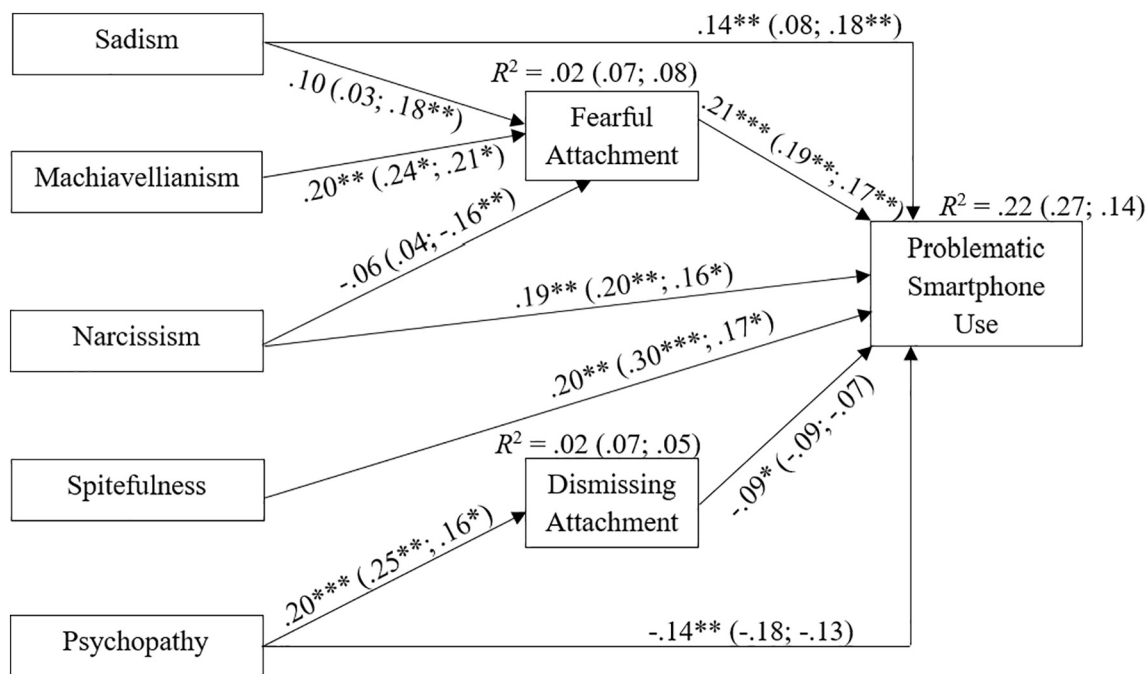 Sadism
.14** (.08; .18**)
R² = .02 (.07; .08)
.10 (.03; .18**)
Fearful
Attachment
.21*** (.19**; .17**)
Machiavellianism
.20** (.24*; .21*)
-.06 (.04; -.16**)
R² = .22 (.27; .14)
Problematic
Smartphone
Use
.19** (.20**; .16*)
Narcissism
.20** (.30***; .17*)
R² = .02 (.07; .05)
Spitefulness
Dismissing
Attachment
-.09* (-.09; -.07)
.20*** (.25**; .16*)
-.14** (-.18; -.13)
Psychopathy